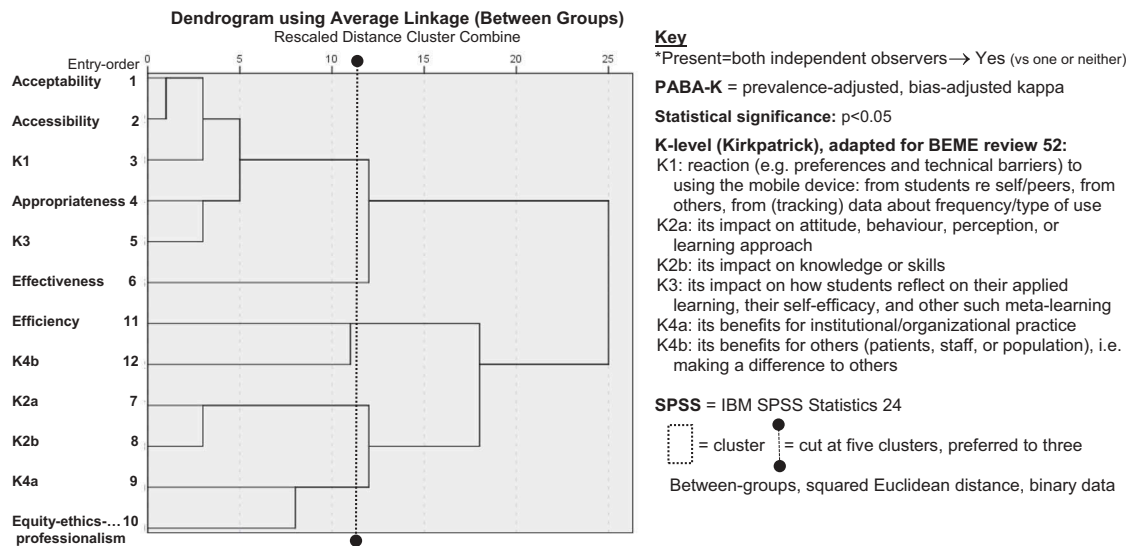 Dendrogram using Average Linkage (Between Groups)
Rescaled Distance Cluster Combine
0 5 10 15 20 25
Entry-order
Acceptability 1
Accessibility 2
K1 3
Appropriateness 4
K3 5
Effectiveness 6
Efficiency 11
K4b 12
K2a 7
K2b 8
K4a 9
Equity-ethics-... 10
professionalism
Key
*Present=both independent observers→ Yes (vs one or neither)
PABA-K = prevalence-adjusted, bias-adjusted kappa
Statistical significance: p<0.05
K-level (Kirkpatrick), adapted for BEME review 52:
K1: reaction (e.g. preferences and technical barriers) to
using the mobile device: from students re self/peers, from
others, from (tracking) data about frequency/type of use
K2a: its impact on attitude, behaviour, perception, or
learning approach
K2b: its impact on knowledge or skills
K3: its impact on how students reflect on their applied
learning, their self-efficacy, and other such meta-learning
K4a: its benefits for institutional/organizational practice
K4b: its benefits for others (patients, staff, or population), i.e.
making a difference to others
SPSS = IBM SPSS Statistics 24
= cluster = cut at five clusters, preferred to three
Between-groups, squared Euclidean distance, binary data